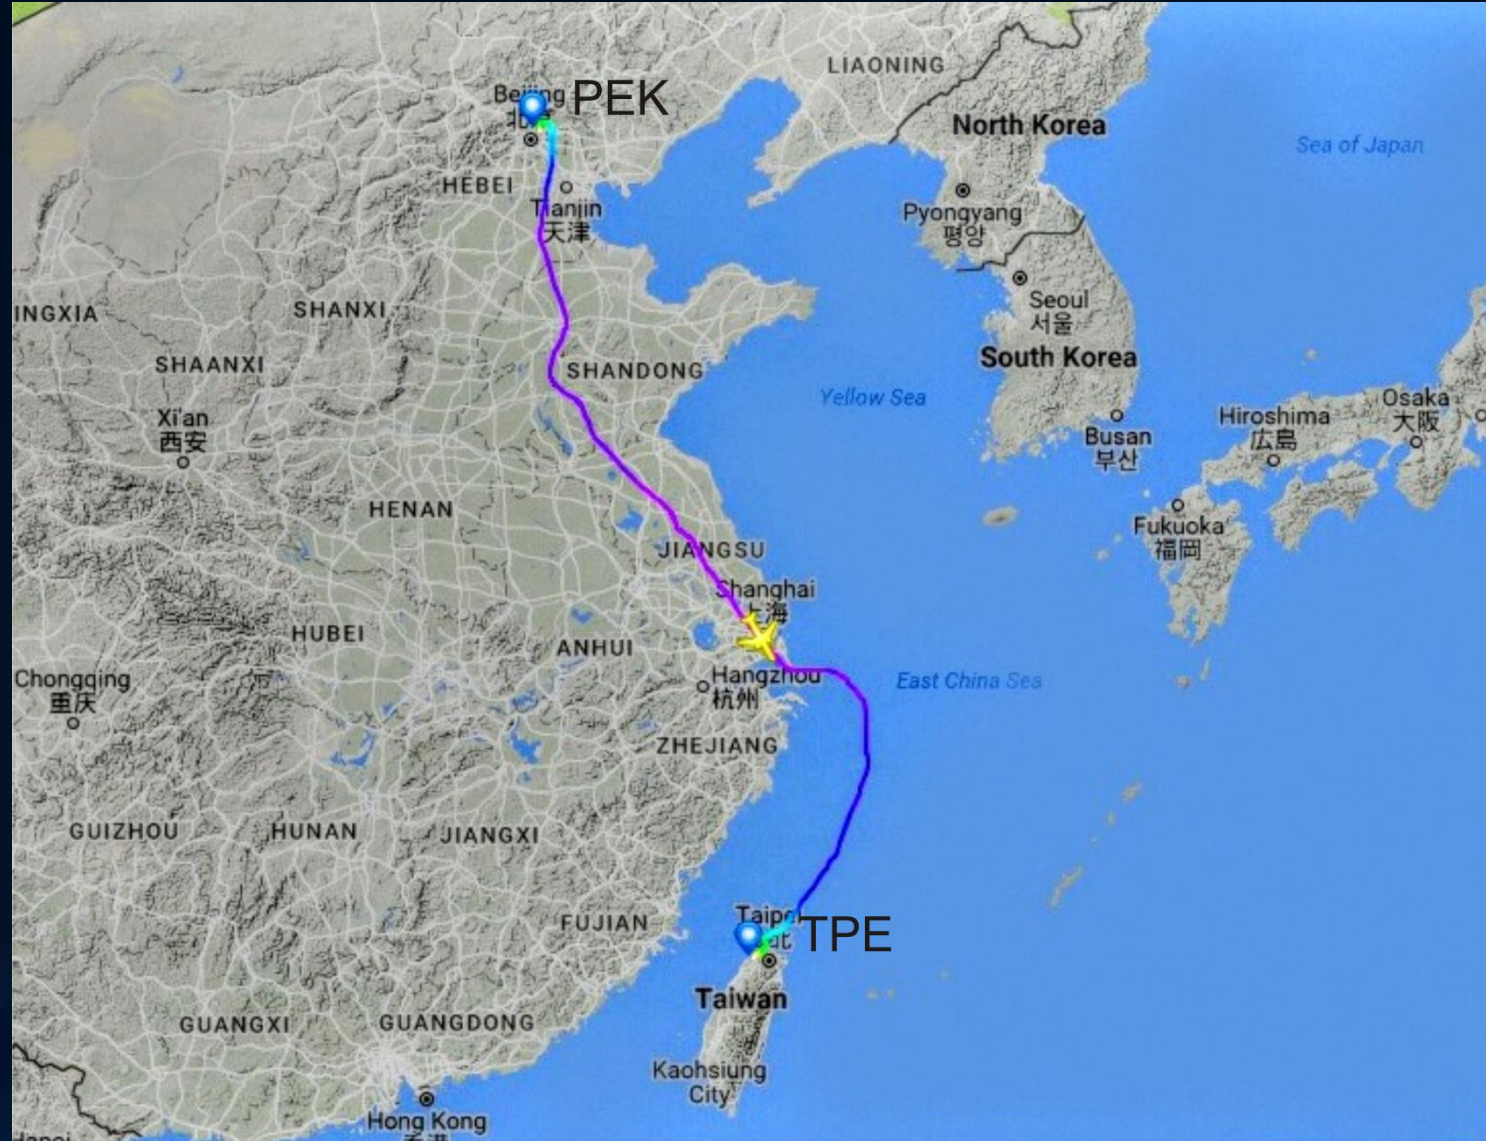 LIAONING
Beijing
PEK
North Korea
Sea of Japan
HEBEI
Tianjin
天津
Pyongyang
평양
INGXIA
SHANXI
Seoul
서울
SHAANXI
SHANDONG
South Korea
Yellow Sea
Xi'an
西安
Busan
부산
Hiroshima
広島
Osaka
大阪
HENAN
Fukuoka
福岡
JIANGSU
Shanghai
上海
HUBEI
ANHUI
Chongqing
重庆
Hangzhou
杭州
East China Sea
ZHEJIANG
GUIZHOU
HUNAN
JIANGXI
FUJIAN
Taipei
TPE
Taiwan
GUANGXI
GUANGDONG
Kaohsiung
City
Hong Kong